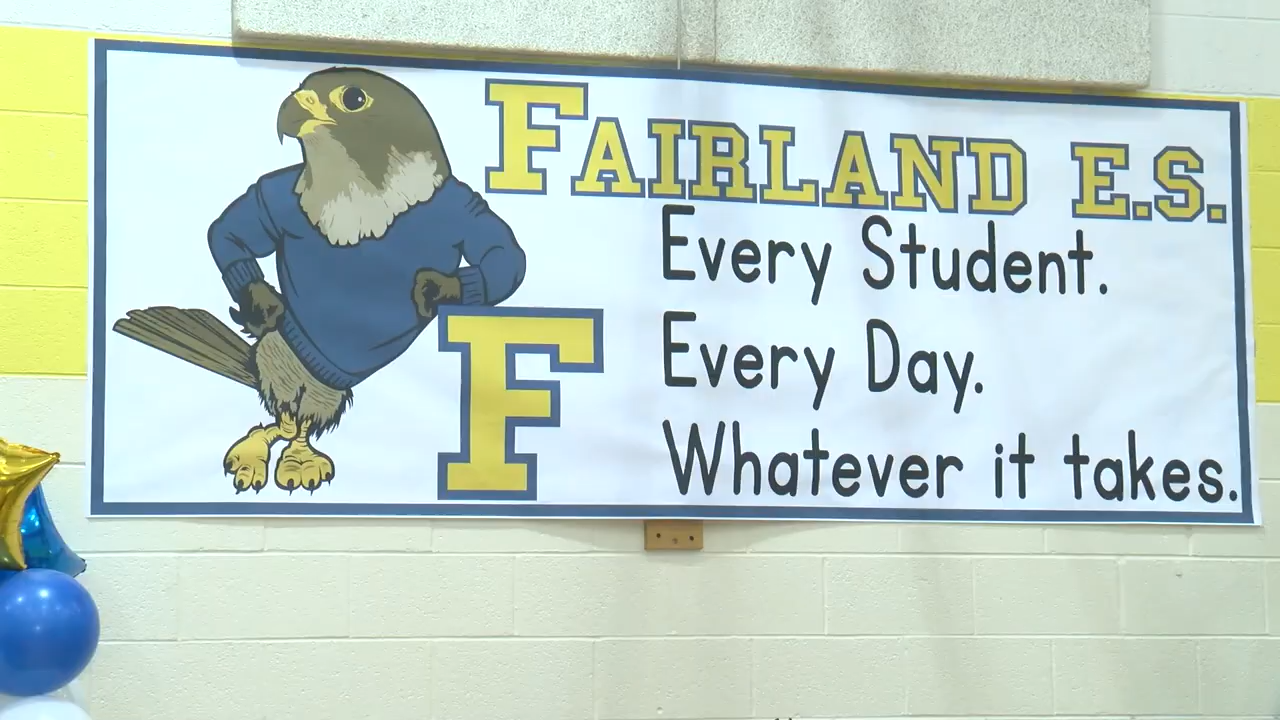 FAIRLAND E.S.
Every Student.
Every Day.
Whatever it takes.
F